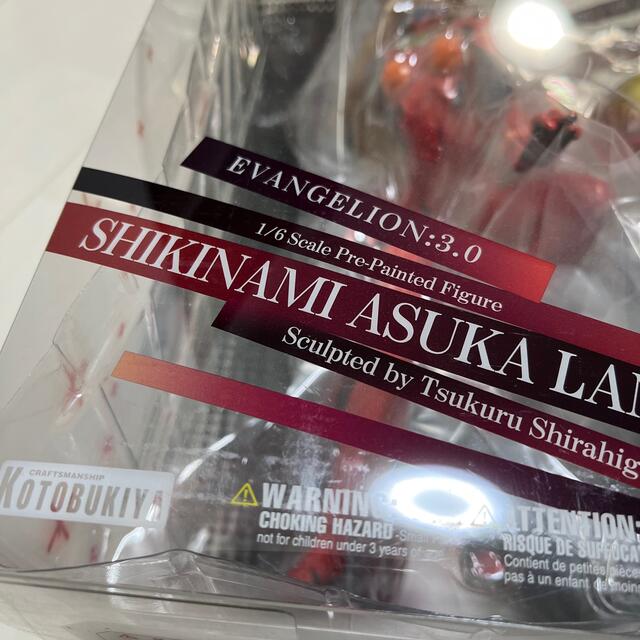 EVANGELION:3.0
1/6 Scale Pre-Painted Figure
SHIKINAMI ASUKA LAN
Sculpted by Tsukuru Shirahig
CRAFTSMANSHIP
KOTOBUKIYA
WARNING:
CHOKING HAZARD -Small
not for children under 3 years
ATTENTION:
RISQUE DE SUFFOCA
Contient de petites pièce
pas à un enfant de moins